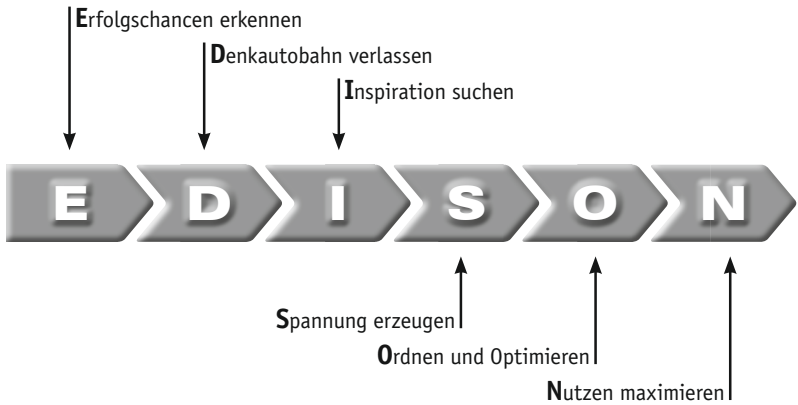 Erfolgschancen erkennen
Denkautobahn verlassen
Inspiration suchen
E D I S O N
Spannung erzeugen
Ordnen und Optimieren
Nutzen maximieren